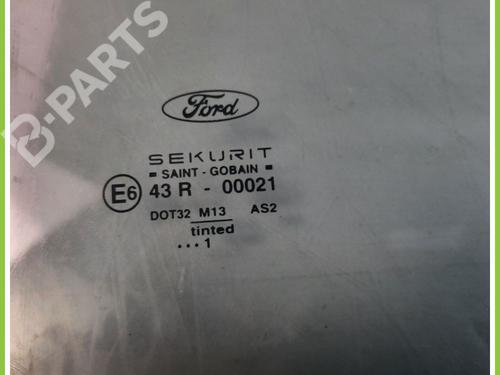 B-PARTS
Ford
SEKURIT
SAINT - GOBAIN
E6 43 R - 00021
DOT32 M13 AS2
tinted
...1